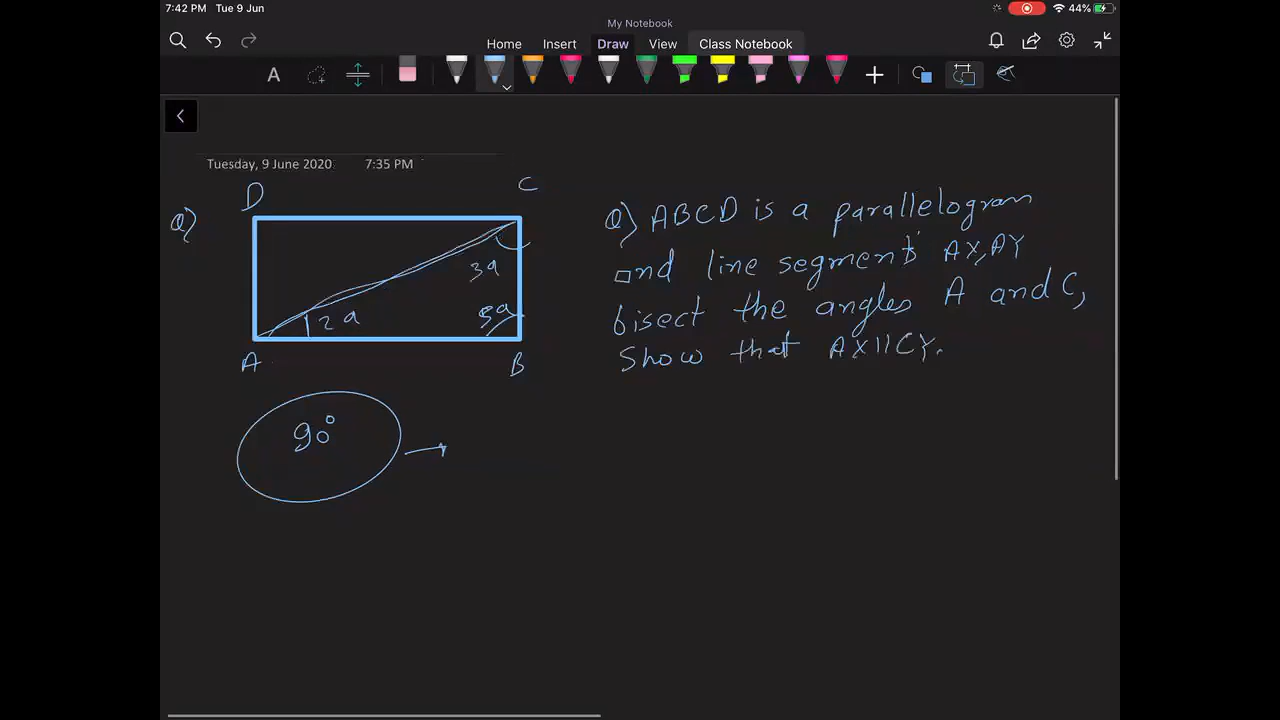 7:42 PM Tue 9 Jun
44%
My Notebook
Home Insert Draw View Class Notebook
A
Tuesday, 9 June 2020 7:35 PM
Q)
D C
3a
2a 5a
A B
90°
Q) ABCD is a parallelogram
and line segments AX, AY
bisect the angles A and C,
Show that AX||CY.